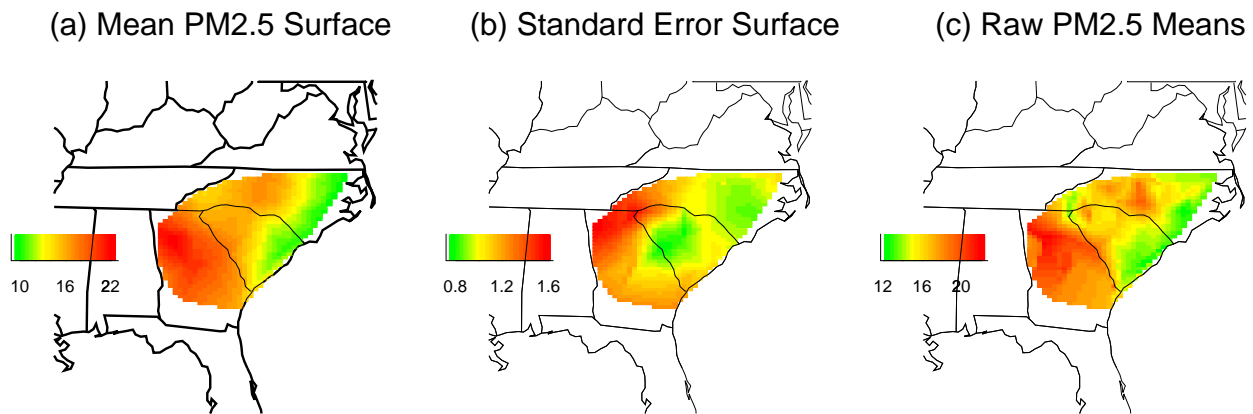 (a) Mean PM2.5 Surface
(b) Standard Error Surface
(c) Raw PM2.5 Means
10 16 22
0.8 1.2 1.6
12 16 20